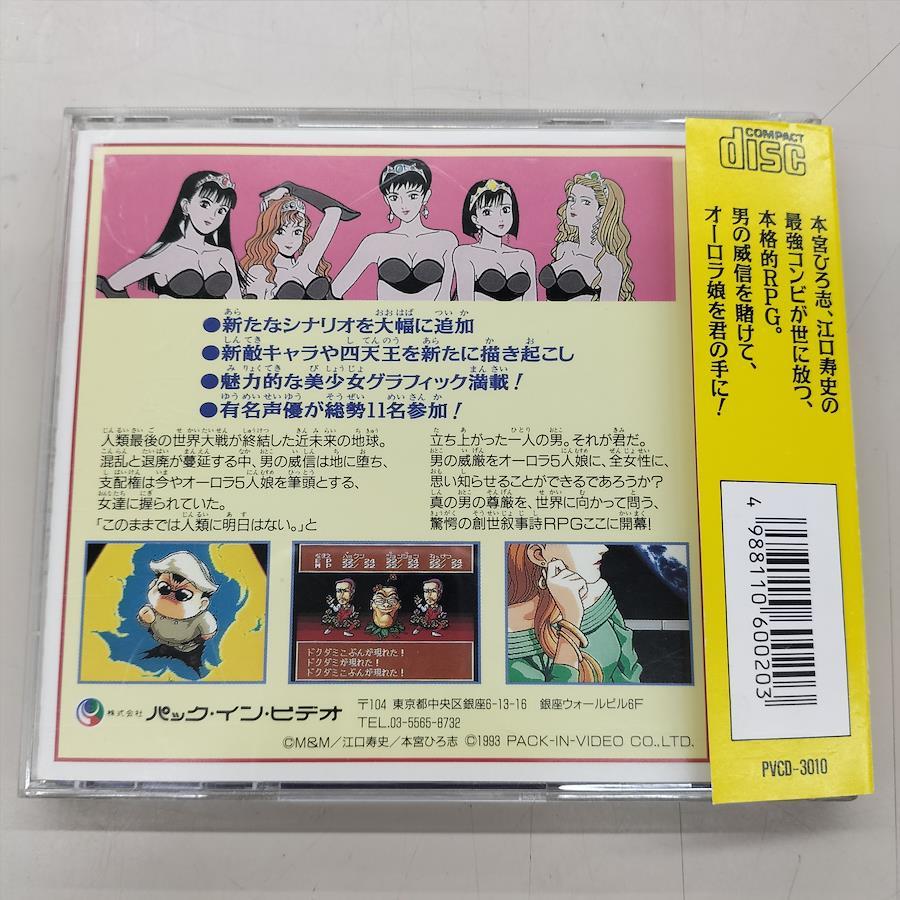 ●新たなシナリオを大幅に追加
●新敵キャラや四天王を新たに描き起こし
●魅力的な美少女グラフィック満載!
●有名声優が総勢11名参加!
人類最後の世界大戦が終結した近未来の地球。
混乱と退廃が蔓延する中、男の威信は地に堕ち、
支配権は今やオーロラ5人娘を筆頭とする、
女達に握られていた。
「このままでは人類に明日はない。」と
立ち上がった一人の男。それが君だ。
男の威厳をオーロラ5人娘に、全女性に、
思い知らせることができるであろうか?
真の男の尊厳を、世界に向かって問う、
驚愕の創世叙事詩RPGここに開幕!
ドクダミこぶんが現れた!
ドクダミが現れた!
ドクダミこぶんが現れた!
株式会社 パック・イン・ビデオ
〒104 東京都中央区銀座6-13-16 銀座ウォールビル6F
TEL.03-5565-8732
©M&M/江口寿史/本宮ひろ志 ©1993 PACK-IN-VIDEO CO.,LTD.
COMPACT
disc
本宮ひろ志、江口寿史の
最強コンビが世に放つ、
本格的RPG。
男の威信を賭けて、
オーロラ娘を君の手に!
4 988110 600203
PVCD-3010